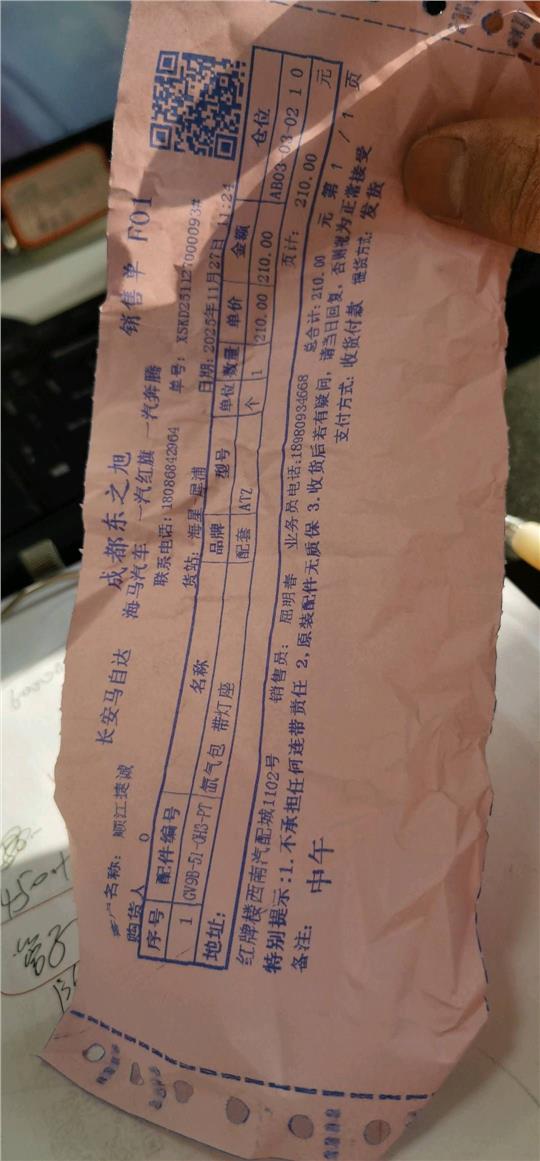 成都东之旭 销售单 F01
长安马自达 海马汽车 一汽红旗 一汽奔腾
联系电话:18086842964 单号: XSKD2511270000093#
名称: 顺江速诚 货站: 海星 犀浦 日期: 2025年11月27日 11:24
购货人 0
序号 配件编号 名称 品牌 型号 单位 数量 单价 金额 仓位
1 GV9B-51-0H3-PT 氙气包 带灯座 配套 ATZ 个 1 210.00 210.00 AB03-03-02 1 0
地址: 页计: 210.00 元
红牌楼西南汽配城1102号 销售员: 屈明春 业务员电话:18980934668 总合计:210.00 元 第 1 / 1 页
特别提示:1.不承担任何连带责任 2,原装配件无质保 3.收货后若有疑问, 请当日回复, 否则视为正常接受
备注: 支付方式: 收货付款 提货方式: 发货
中午